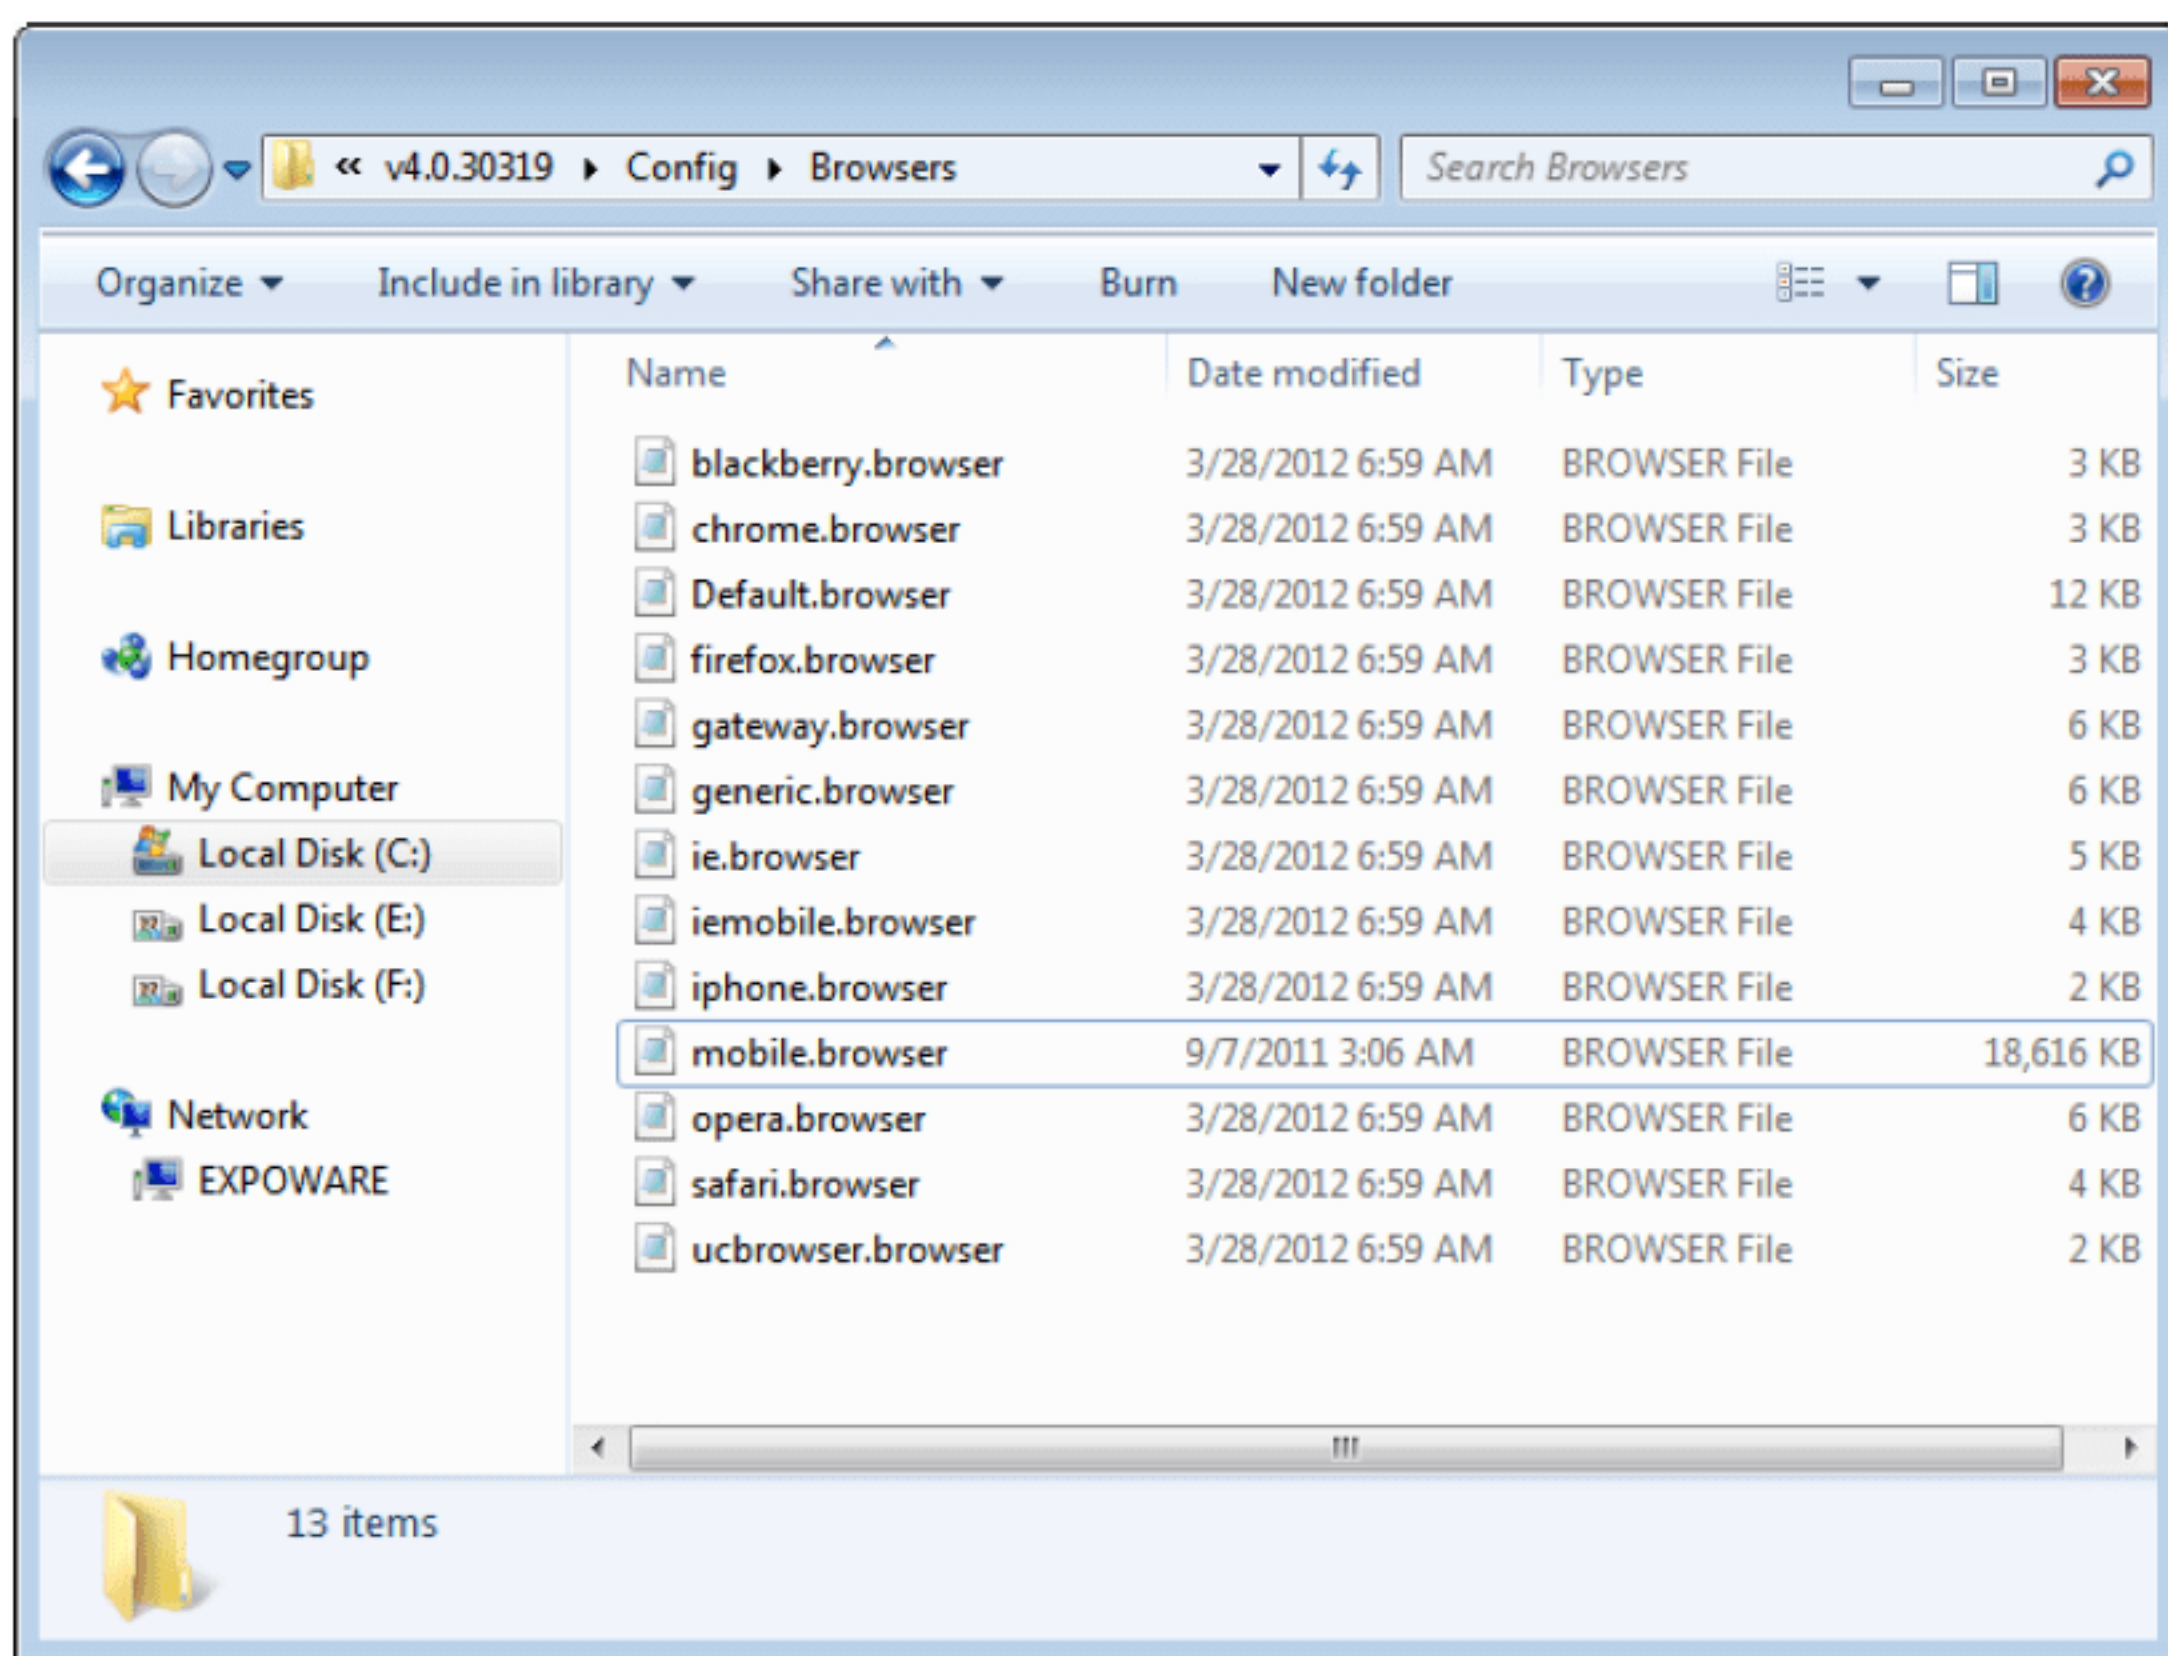 « v4.0.30319 ▸ Config ▸ Browsers Search Browsers
Organize Include in library Share with Burn New folder
Favorites
Libraries
Homegroup
My Computer
Local Disk (C:)
Local Disk (E:)
Local Disk (F:)
Network
EXPOWARE
Name Date modified Type Size
blackberry.browser 3/28/2012 6:59 AM BROWSER File 3 KB
chrome.browser 3/28/2012 6:59 AM BROWSER File 3 KB
Default.browser 3/28/2012 6:59 AM BROWSER File 12 KB
firefox.browser 3/28/2012 6:59 AM BROWSER File 3 KB
gateway.browser 3/28/2012 6:59 AM BROWSER File 6 KB
generic.browser 3/28/2012 6:59 AM BROWSER File 6 KB
ie.browser 3/28/2012 6:59 AM BROWSER File 5 KB
iemobile.browser 3/28/2012 6:59 AM BROWSER File 4 KB
iphone.browser 3/28/2012 6:59 AM BROWSER File 2 KB
mobile.browser 9/7/2011 3:06 AM BROWSER File 18,616 KB
opera.browser 3/28/2012 6:59 AM BROWSER File 6 KB
safari.browser 3/28/2012 6:59 AM BROWSER File 4 KB
ucbrowser.browser 3/28/2012 6:59 AM BROWSER File 2 KB
13 items